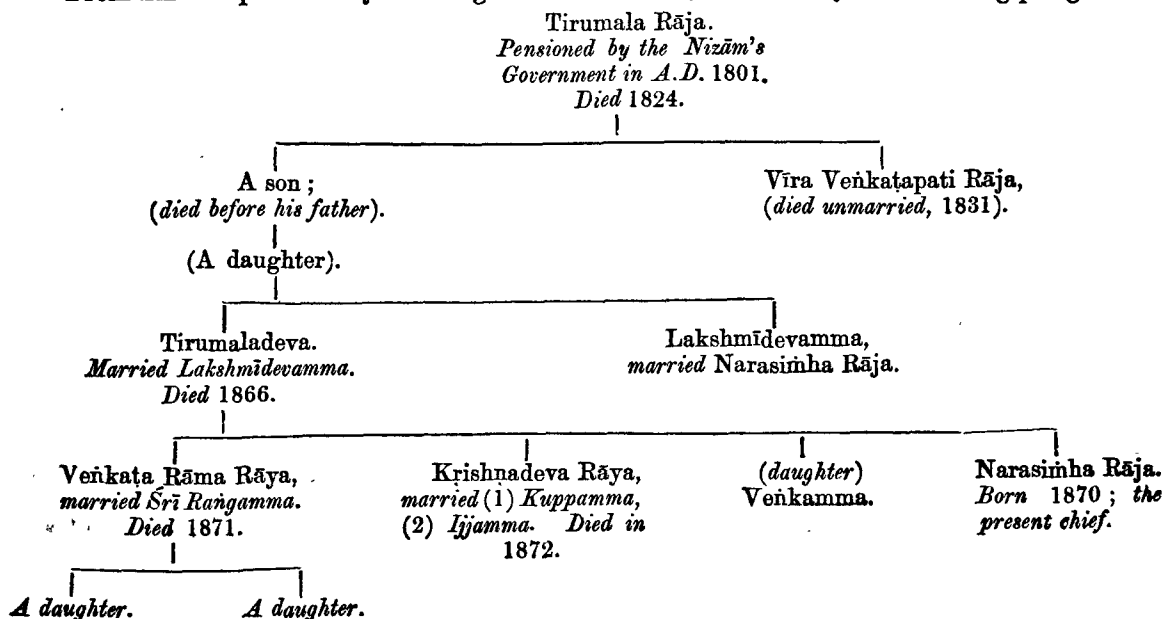 Tirumala Rāja.
Pensioned by the Nizām's
Government in A.D. 1801.
Died 1824.
A son ;
(died before his father).
Vīra Veṅkaṭapati Rāja,
(died unmarried, 1831).
(A daughter).
Tirumaladeva.
Married Lakshmīdevamma.
Died 1866.
Lakshmīdevamma,
married Narasiṁha Rāja.
Veṅkaṭa Rāma Rāya,
married Śrī Raṅgamma.
Died 1871.
Kṛishṇadeva Rāya,
married (1) Kuppamma,
(2) Ijjamma. Died in
1872.
(daughter)
Veṅkamma.
Narasiṁha Rāja.
Born 1870 ; the
present chief.
A daughter.
A daughter.